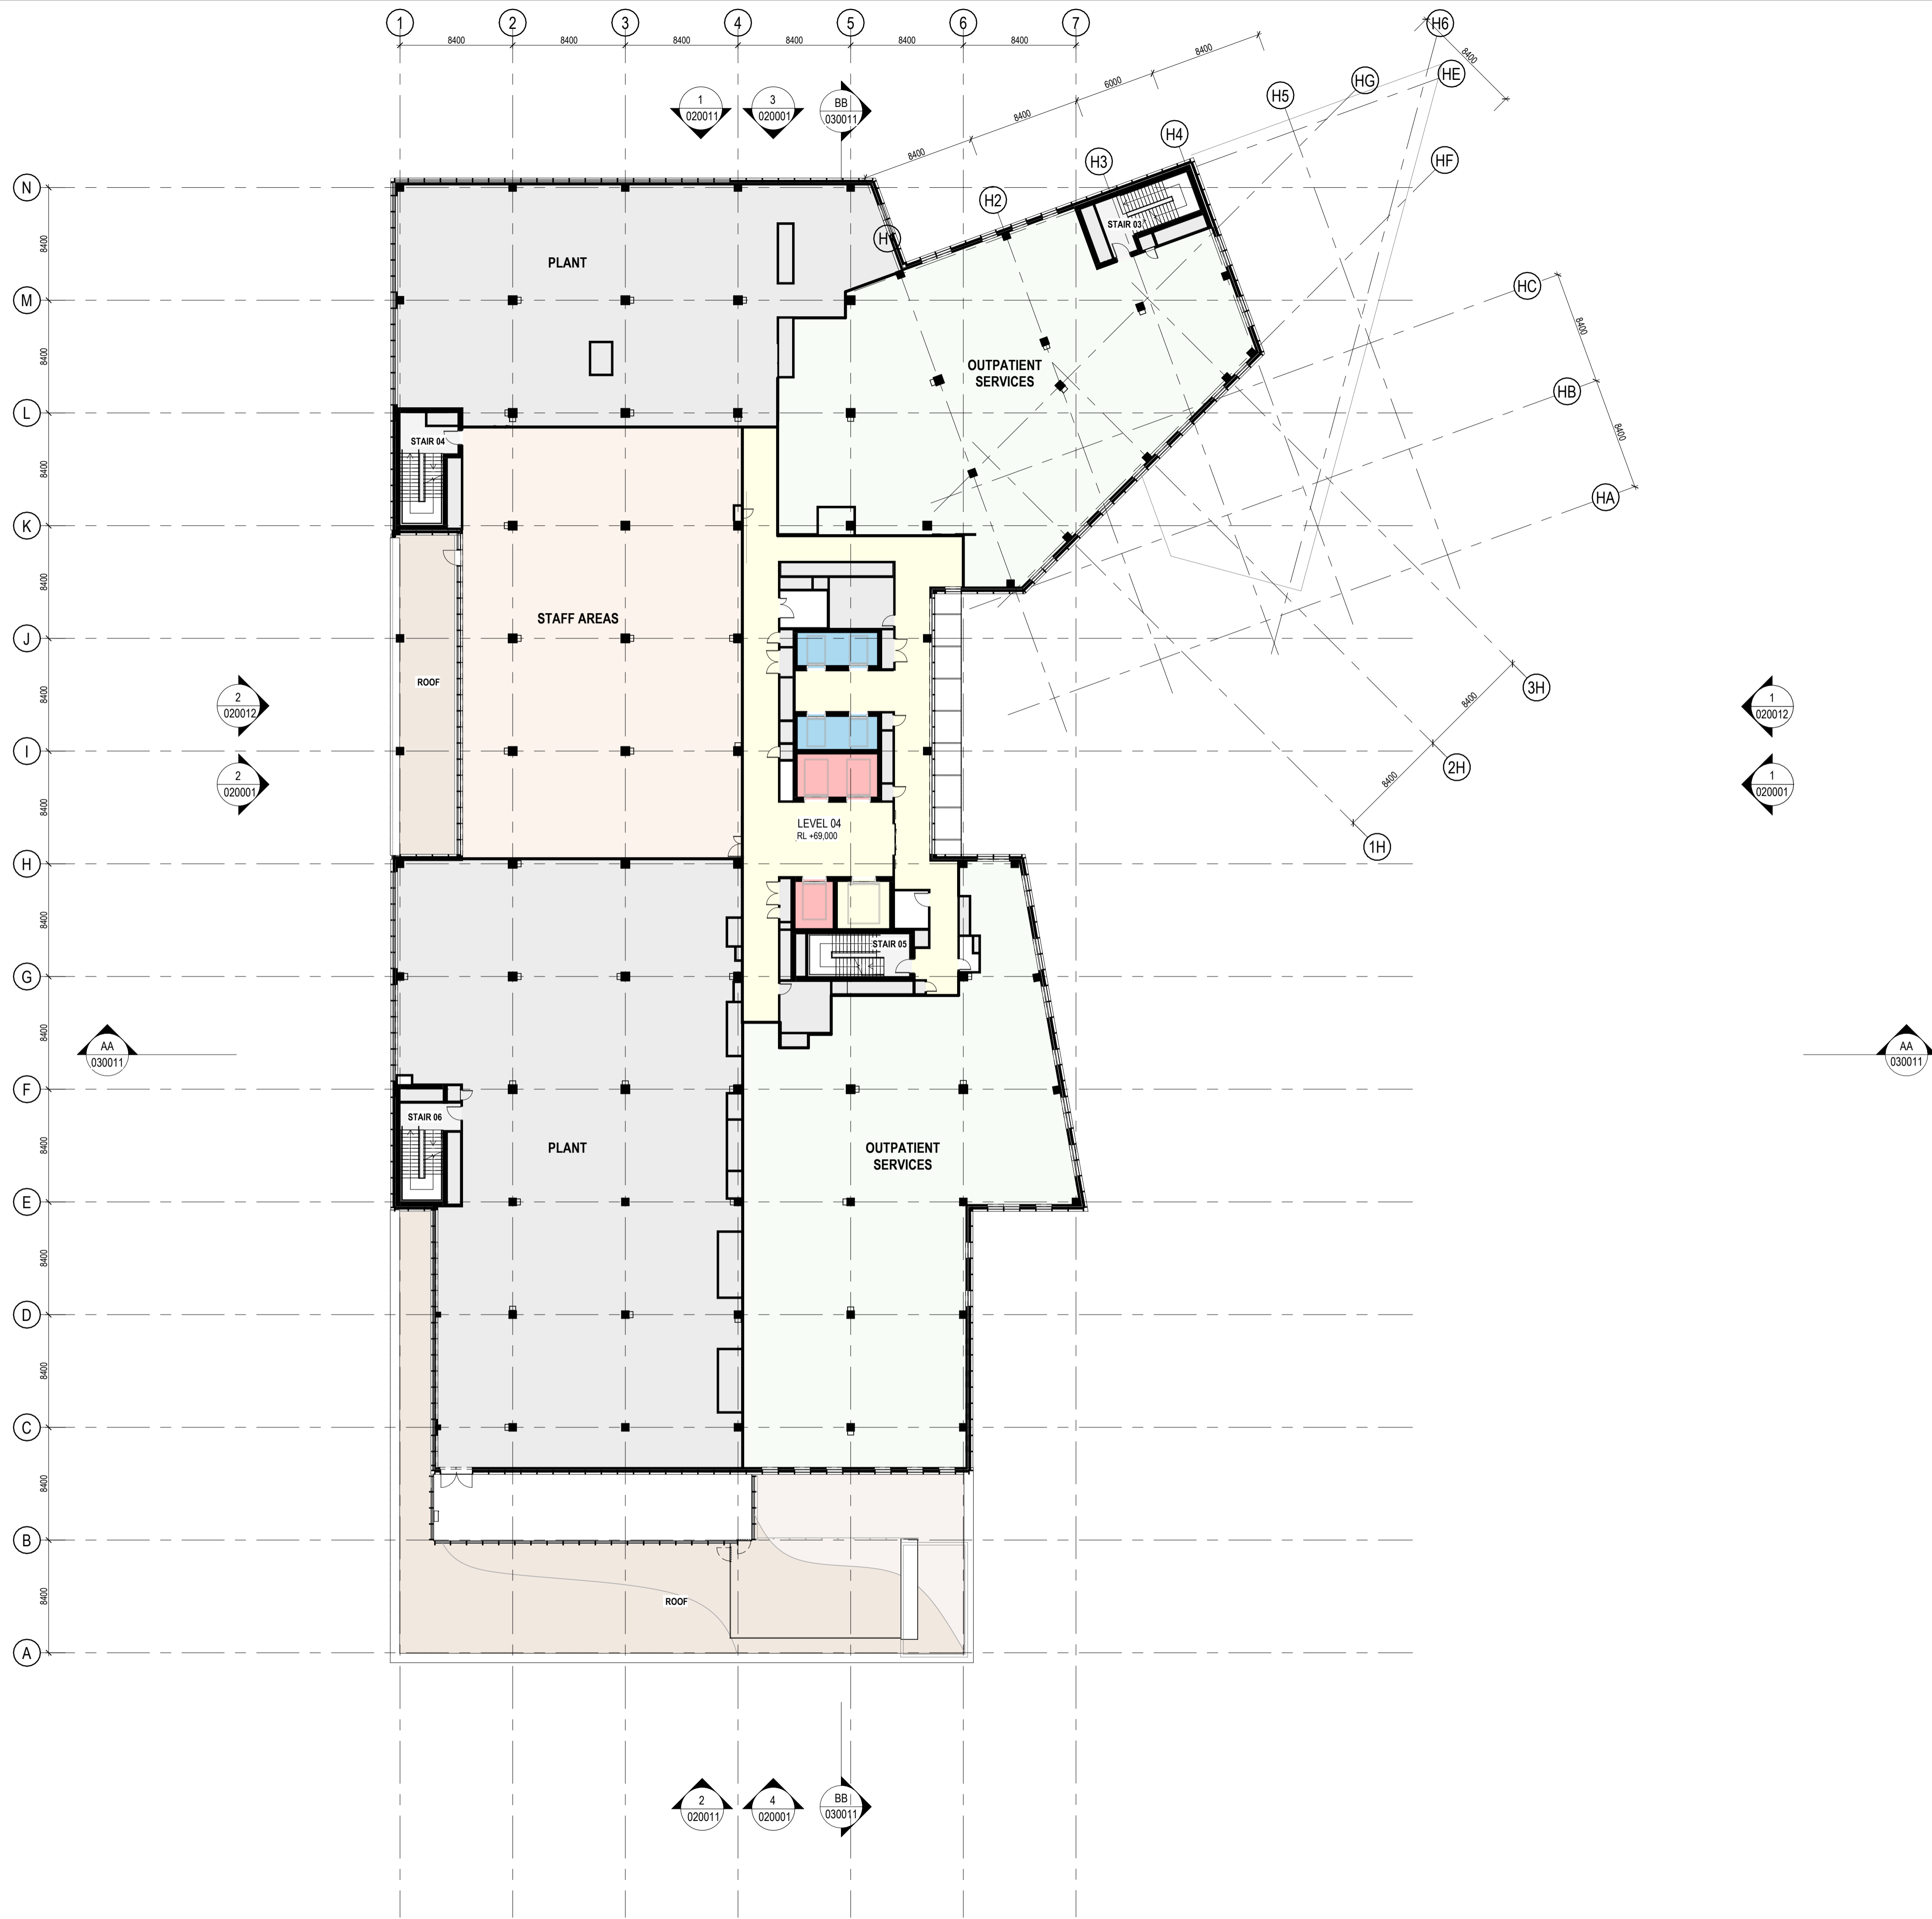 1 2 3 4 5 6 7
8400 8400 8400 8400 8400 8400
H6
8400
8400
HE
HG
6000
H5
1
020011
3
020001
BB
030011
8400
H4
8400
H3
HF
N
STAIR 03
H2
8400
H
PLANT
HC
M
8400
OUTPATIENT
SERVICES
8400
HB
L
STAIR 04
8400
8400
HA
K
8400
STAFF AREAS
J
ROOF
3H
2
020012
8400
8400
1
020012
I
2H
2
020001
8400
8400
1
020001
LEVEL 04
RL +69,000
1H
H
8400
STAIR 05
G
8400
AA
030011
AA
030011
F
STAIR 06
8400
PLANT
OUTPATIENT
SERVICES
E
8400
D
8400
C
8400
B
8400
ROOF
A
2
020011
4
020001
BB
030011